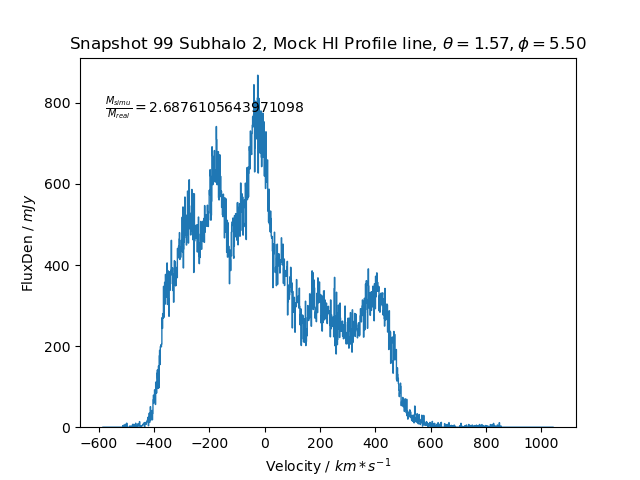 Snapshot 99 Subhalo 2, Mock HI Profile line, θ = 1.57, ϕ = 5.50
M_simu/M_real = 2.6876105643971098
FluxDen / mJy
800
600
400
200
0
−600 −400 −200 0 200 400 600 800 1000
Velocity / km * s⁻¹